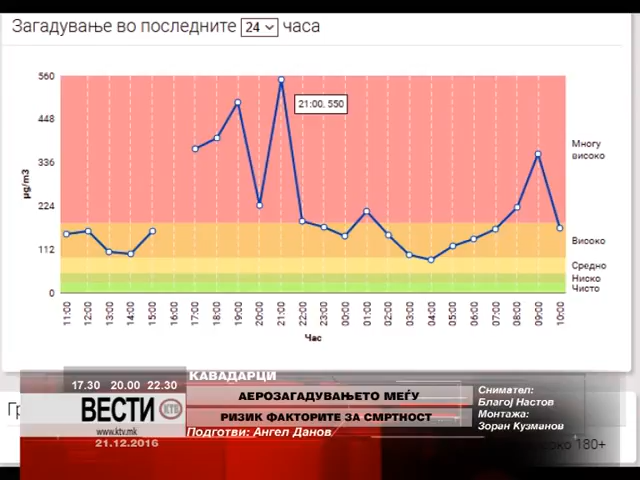 Загадување во последните 24 часа
560
448
336
224
112
0
µg/m3
21:00, 550
Многу
високо
Високо
Средно
Ниско
Чисто
11:00 12:00 13:00 14:00 15:00 16:00 17:00 18:00 19:00 20:00 21:00 22:00 23:00 00:00 01:00 02:00 03:00 04:00 05:00 06:00 07:00 08:00 09:00 10:00
Час
КАВАДАРЦИ
17.30 20.00 22.30
АЕРОЗАГАДУВАЊЕТО МЕЃУ
РИЗИК ФАКТОРИТЕ ЗА СМРТНОСТ
Подготви: Ангел Данов
ВЕСТИ КТВ
www.ktv.mk
21.12.2016
Снимател:
Благој Настов
Монтажа:
Зоран Кузманов
180+